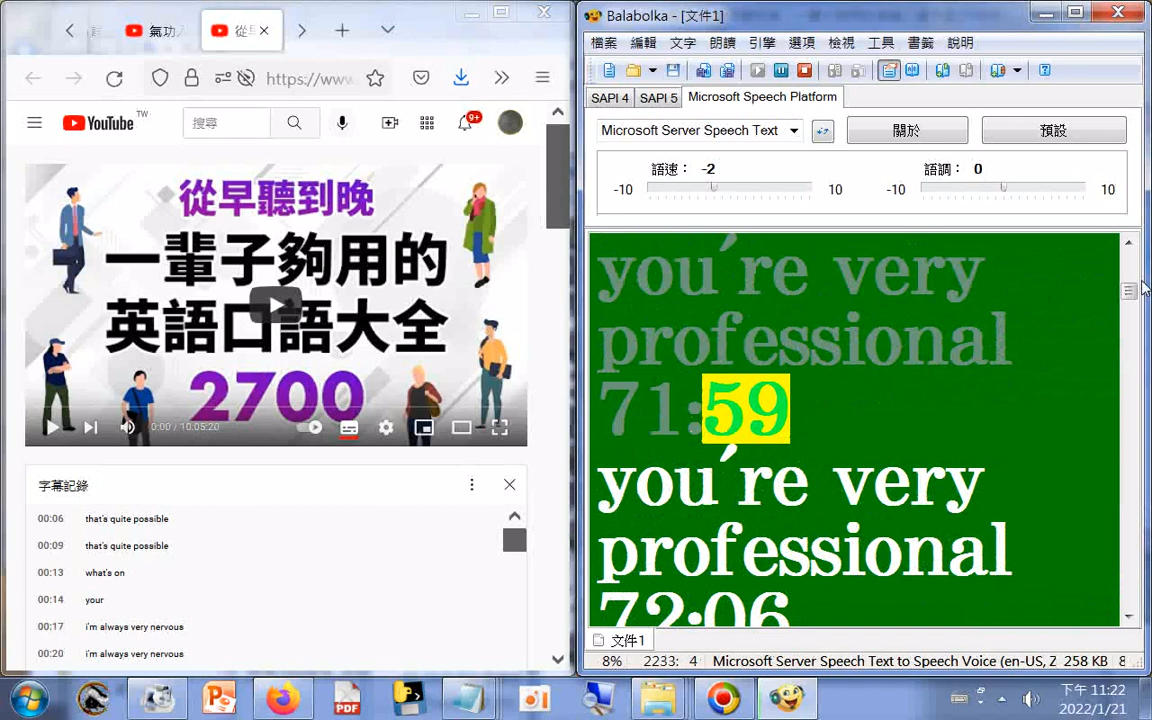 氣功
從
https://www
YouTube TW
搜尋
9+
從早聽到晚
一輩子夠用的
英語口語大全
2700
0:00 / 10:05:20
字幕記錄
00:06 that's quite possible
00:09 that's quite possible
00:13 what's on
00:14 your
00:17 i'm always very nervous
00:20 i'm always very nervous
Balabolka - [文件1]
檔案 編輯 文字 朗讀 引擎 選項 檢視 工具 書籤 說明
SAPI 4 SAPI 5 Microsoft Speech Platform
Microsoft Server Speech Text 關於 預設
語速： -2 語調： 0
-10 10 -10 10
you're very
professional
71:59
you're very
professional
72:06
文件1
8% 2233: 4 Microsoft Server Speech Text to Speech Voice (en-US, Z 258 KB 8
PDF
下午 11:22
2022/1/21